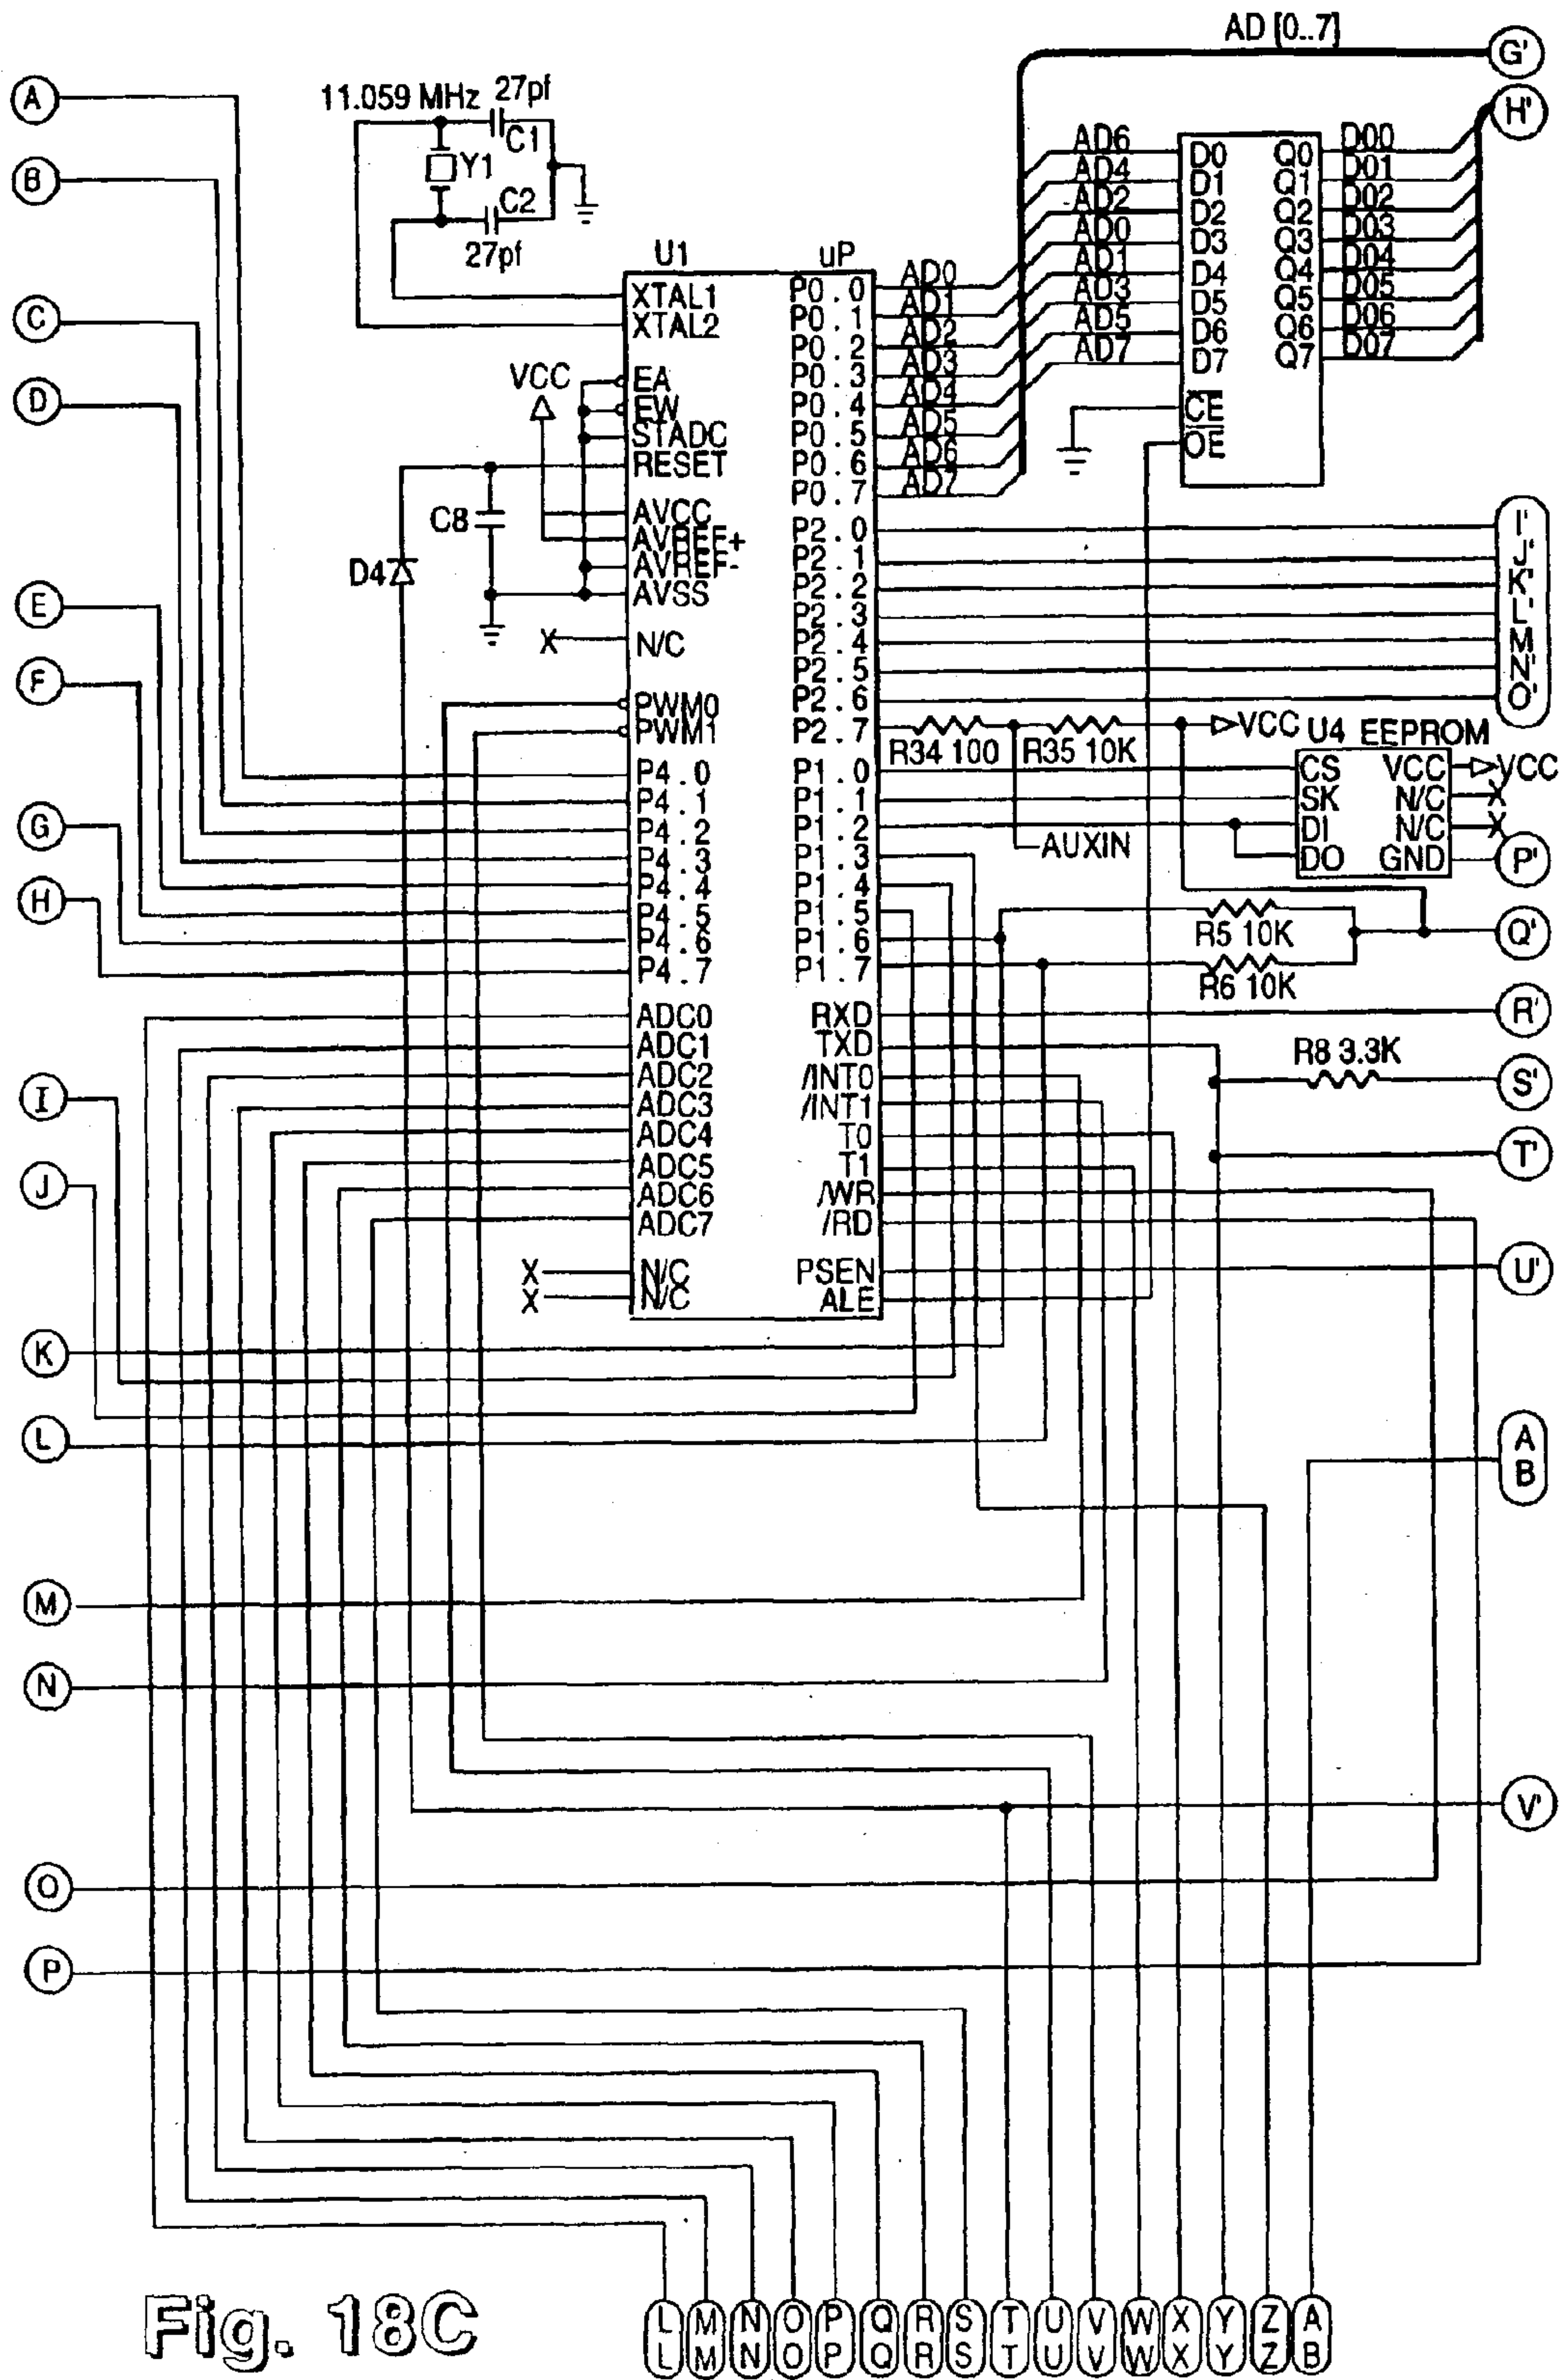 AD [0..7]
G'
H'
A
B
C
D
E
F
G
H
I
J
K
L
M
N
O
P
11.059 MHz
27pf
C1
Y1
C2
27pf
AD6
AD4
AD2
AD0
AD1
AD3
AD5
AD7
D0
D1
D2
D3
D4
D5
D6
D7
CE
OE
Q0
Q1
Q2
Q3
Q4
Q5
Q6
Q7
D00
D01
D02
D03
D04
D05
D06
D07
U1
uP
XTAL1
XTAL2
EA
EW
STADC
RESET
AVCC
AVREF+
AVREF-
AVSS
N/C
PWM0
PWM1
P4.0
P4.1
P4.2
P4.3
P4.4
P4.5
P4.6
P4.7
ADC0
ADC1
ADC2
ADC3
ADC4
ADC5
ADC6
ADC7
N/C
N/C
VCC
C8
D4
X
X
X
P0.0
P0.1
P0.2
P0.3
P0.4
P0.5
P0.6
P0.7
P2.0
P2.1
P2.2
P2.3
P2.4
P2.5
P2.6
P2.7
P1.0
P1.1
P1.2
P1.3
P1.4
P1.5
P1.6
P1.7
RXD
TXD
/INT0
/INT1
T0
T1
/WR
/RD
PSEN
ALE
AD0
AD1
AD2
AD3
AD4
AD5
AD6
AD7
I'
J'
K'
L'
M'
N'
O'
R34 100
R35 10K
VCC
AUXIN
U4 EEPROM
CS
SK
DI
DO
VCC
N/C
N/C
GND
VCC
X
X
P'
R5 10K
R6 10K
Q'
R'
R8 3.3K
S'
T'
U'
A
B
V'
Fig. 18C
L
L
M
M
N
N
O
O
P
P
Q
Q
R
R
S
S
T
T
U
U
V
V
W
W
X
X
Y
Y
Z
Z
A
B